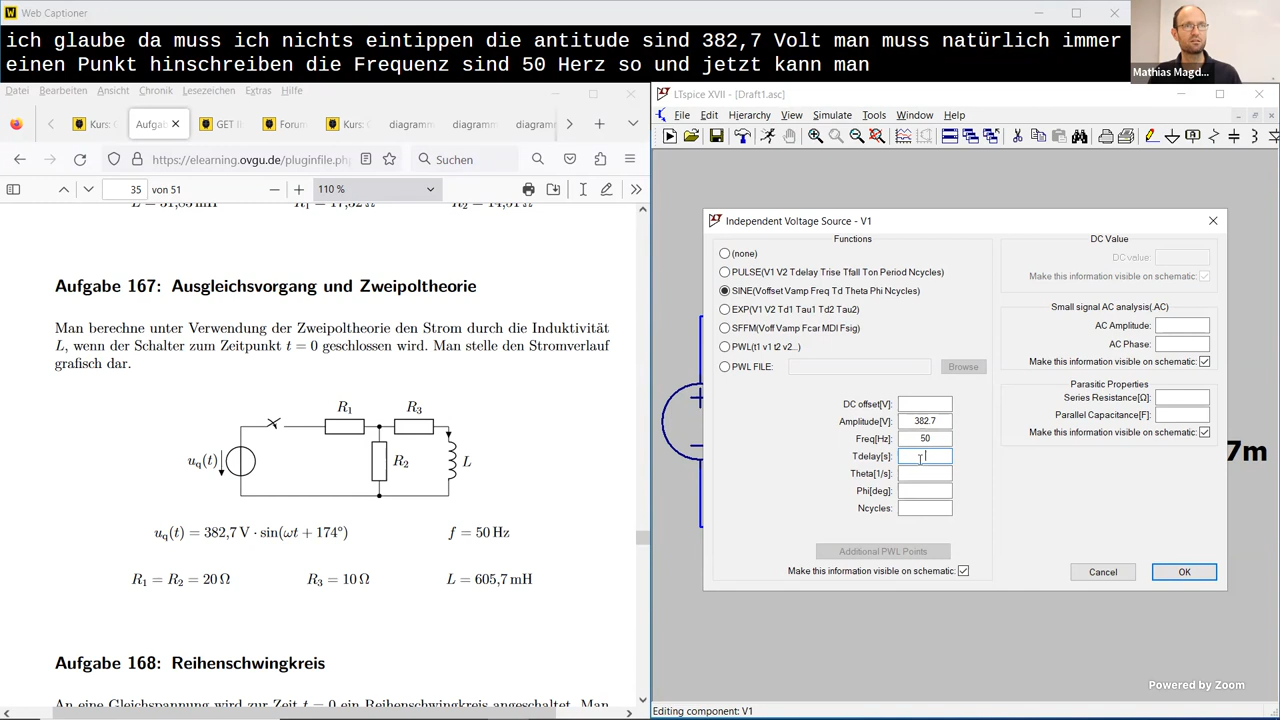 Web Captioner
ich glaube da muss ich nichts eintippen die antitude sind 382,7 Volt man muss natürlich immer
einen Punkt hinschreiben die Frequenz sind 50 Herz so und jetzt kann man
Mathias Magd...
Datei Bearbeiten Ansicht Chronik Lesezeichen Extras Hilfe
Kurs: C Aufgab GET II Forum Kurs: C diagramm diagramm diagramm
https://elearning.ovgu.de/pluginfile.php Suchen
35 von 51 110 %
Aufgabe 167: Ausgleichsvorgang und Zweipoltheorie
Man berechne unter Verwendung der Zweipoltheorie den Strom durch die Induktivität
L, wenn der Schalter zum Zeitpunkt t = 0 geschlossen wird. Man stelle den Stromverlauf
grafisch dar.
R1 R3
uq(t) R2 L
uq(t) = 382,7 V · sin(ωt + 174°) f = 50 Hz
R1 = R2 = 20 Ω R3 = 10 Ω L = 605,7 mH
Aufgabe 168: Reihenschwingkreis
An eine Gleichspannung wird zur Zeit t = 0 ein Reihenschwingkreis angeschaltet. Man
LTspice XVII - [Draft1.asc]
File Edit Hierarchy View Simulate Tools Window Help
Independent Voltage Source - V1
Functions
(none)
PULSE(V1 V2 Tdelay Trise Tfall Ton Period Ncycles)
SINE(Voffset Vamp Freq Td Theta Phi Ncycles)
EXP(V1 V2 Td1 Tau1 Td2 Tau2)
SFFM(Voff Vamp Fcar MDI Fsig)
PWL(t1 v1 t2 v2...)
PWL FILE: Browse
DC offset[V]:
Amplitude[V]: 382.7
Freq[Hz]: 50
Tdelay[s]:
Theta[1/s]:
Phi[deg]:
Ncycles:
Additional PWL Points
Make this information visible on schematic:
DC Value
DC value:
Make this information visible on schematic:
Small signal AC analysis(.AC)
AC Amplitude:
AC Phase:
Make this information visible on schematic:
Parasitic Properties
Series Resistance[Ω]:
Parallel Capacitance[F]:
Make this information visible on schematic:
Cancel OK
7m
Powered by Zoom
Editing component: V1